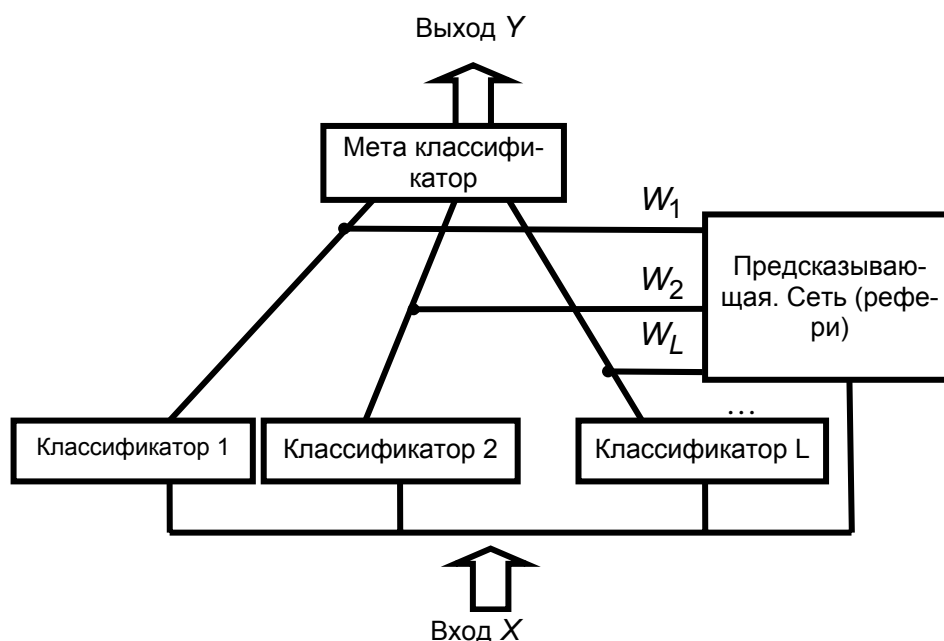 Выход Y
Мета классифи-
катор
W1
Предсказываю-
щая. Сеть (рефе-
ри)
W2
WL
...
Классификатор 1
Классификатор 2
Классификатор L
Вход X